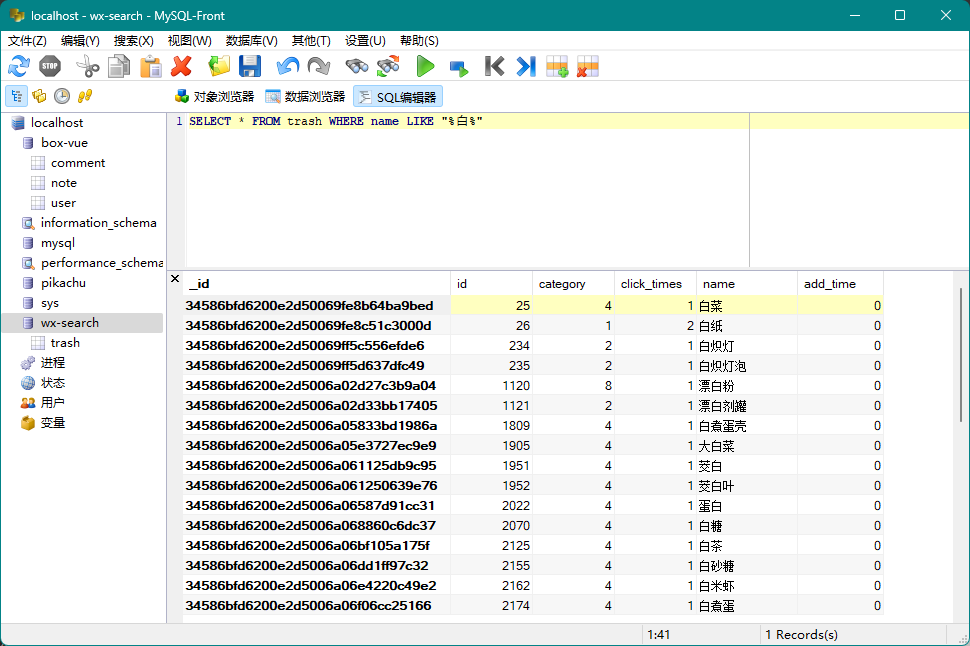 localhost - wx-search - MySQL-Front
文件(Z) 编辑(Y) 搜索(X) 视图(W) 数据库(V) 其他(T) 设置(U) 帮助(S)
STOP
对象浏览器 数据浏览器 SQL编辑器
localhost
box-vue
comment
note
user
information_schema
mysql
performance_schema
pikachu
sys
wx-search
trash
进程
状态
用户
变量
1 SELECT * FROM trash WHERE name LIKE "%白%"
_id id category click_times name add_time
34586bfd6200e2d50069fe8b64ba9bed 25 4 1 白菜 0
34586bfd6200e2d50069fe8c51c3000d 26 1 2 白纸 0
34586bfd6200e2d50069ff5c556efde6 234 2 1 白炽灯 0
34586bfd6200e2d50069ff5d637dfc49 235 2 1 白炽灯泡 0
34586bfd6200e2d5006a02d27c3b9a04 1120 8 1 漂白粉 0
34586bfd6200e2d5006a02d33bb17405 1121 2 1 漂白剂罐 0
34586bfd6200e2d5006a05833bd1986a 1809 4 1 白煮蛋壳 0
34586bfd6200e2d5006a05e3727ec9e9 1905 4 1 大白菜 0
34586bfd6200e2d5006a061125db9c95 1951 4 1 茭白 0
34586bfd6200e2d5006a061250639e76 1952 4 1 茭白叶 0
34586bfd6200e2d5006a06587d91cc31 2022 4 1 蛋白 0
34586bfd6200e2d5006a068860c6dc37 2070 4 1 白糖 0
34586bfd6200e2d5006a06bf105a175f 2125 4 1 白茶 0
34586bfd6200e2d5006a06dd1ff97c32 2155 4 1 白砂糖 0
34586bfd6200e2d5006a06e4220c49e2 2162 4 1 白米虾 0
34586bfd6200e2d5006a06f06cc25166 2174 4 1 白煮蛋 0
1:41 1 Records(s)